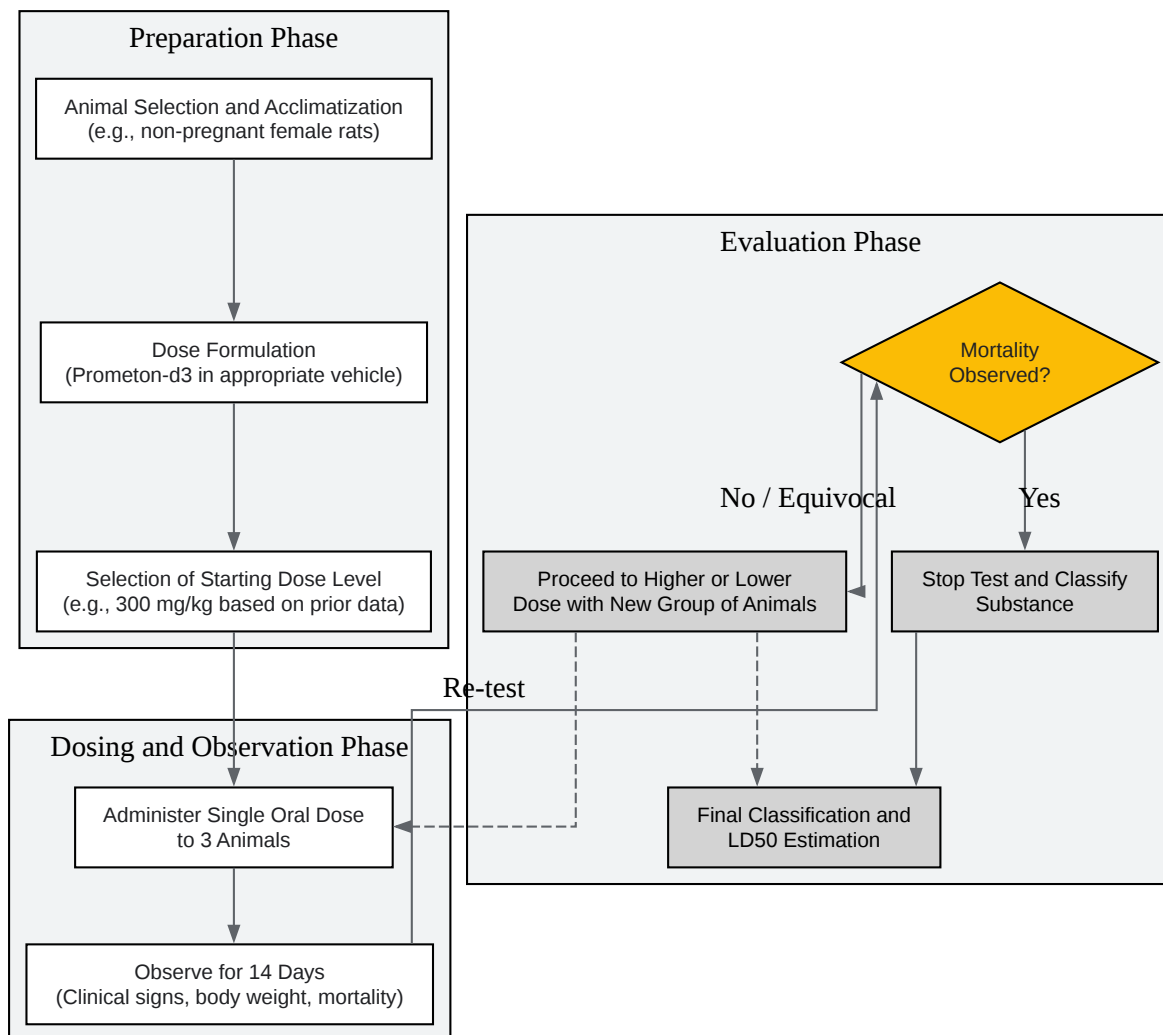 Preparation Phase
Animal Selection and Acclimatization
(e.g., non-pregnant female rats)
Dose Formulation
(Prometon-d3 in appropriate vehicle)
Selection of Starting Dose Level
(e.g., 300 mg/kg based on prior data)
Dosing and Observation Phase
Administer Single Oral Dose
to 3 Animals
Observe for 14 Days
(Clinical signs, body weight, mortality)
Re-test
Evaluation Phase
Mortality
Observed?
No / Equivocal
Yes
Proceed to Higher or Lower
Dose with New Group of Animals
Stop Test and Classify
Substance
Final Classification and
LD50 Estimation